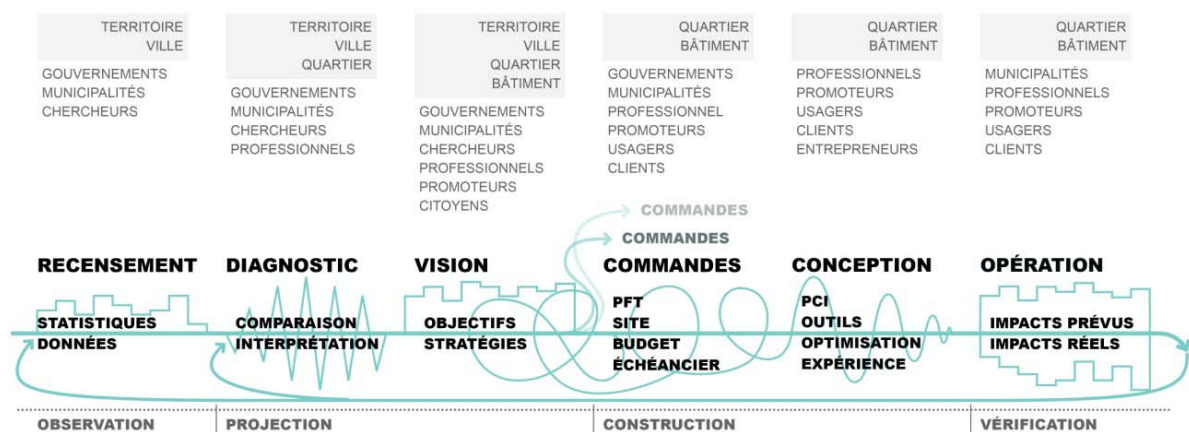 TERRITOIRE
VILLE
GOUVERNEMENTS
MUNICIPALITÉS
CHERCHEURS
TERRITOIRE
VILLE
QUARTIER
GOUVERNEMENTS
MUNICIPALITÉS
CHERCHEURS
PROFESSIONNELS
TERRITOIRE
VILLE
QUARTIER
BÂTIMENT
GOUVERNEMENTS
MUNICIPALITÉS
CHERCHEURS
PROFESSIONNELS
PROMOTEURS
CITOYENS
QUARTIER
BÂTIMENT
GOUVERNEMENTS
MUNICIPALITÉS
PROFESSIONNEL
PROMOTEURS
USAGERS
CLIENTS
QUARTIER
BÂTIMENT
PROFESSIONNELS
PROMOTEURS
USAGERS
CLIENTS
ENTREPRENEURS
QUARTIER
BÂTIMENT
MUNICIPALITÉS
PROFESSIONNELS
PROMOTEURS
USAGERS
CLIENTS
COMMANDES
COMMANDES
RECENSEMENT
STATISTIQUES
DONNÉES
DIAGNOSTIC
COMPARAISON
INTERPRÉTATION
VISION
OBJECTIFS
STRATÉGIES
COMMANDES
PFT
SITE
BUDGET
ÉCHÉANCIER
CONCEPTION
PCI
OUTILS
OPTIMISATION
EXPÉRIENCE
OPÉRATION
IMPACTS PRÉVUS
IMPACTS RÉELS
OBSERVATION
PROJECTION
CONSTRUCTION
VÉRIFICATION